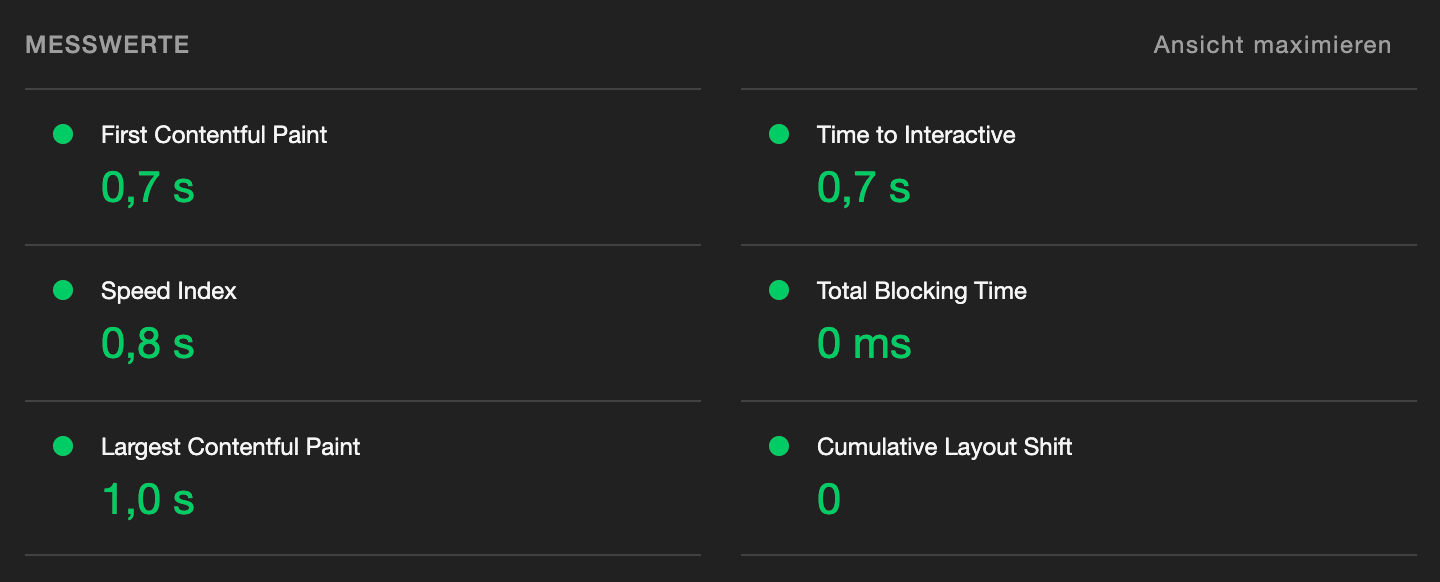 MESSWERTE
Ansicht maximieren
First Contentful Paint
0,7 s
Time to Interactive
0,7 s
Speed Index
0,8 s
Total Blocking Time
0 ms
Largest Contentful Paint
1,0 s
Cumulative Layout Shift
0